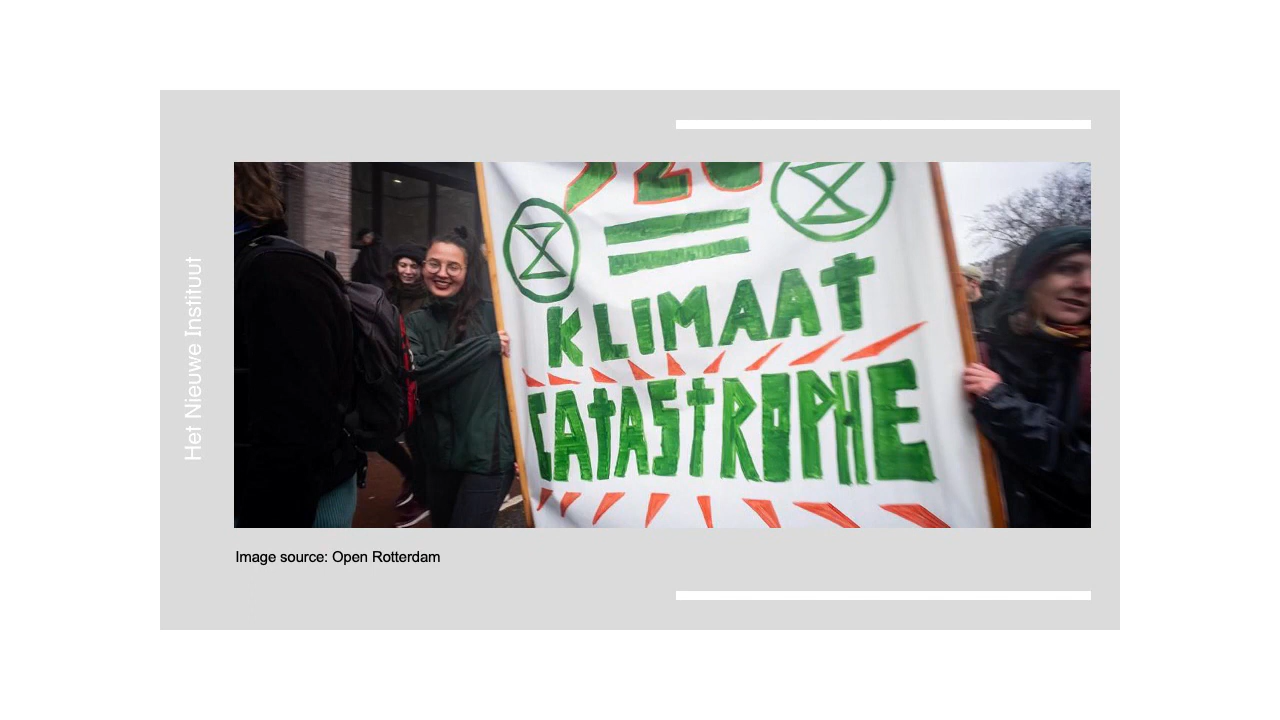 Het Nieuwe Instituut
=
KLIMAAT
CATASTROPHE
Image source: Open Rotterdam